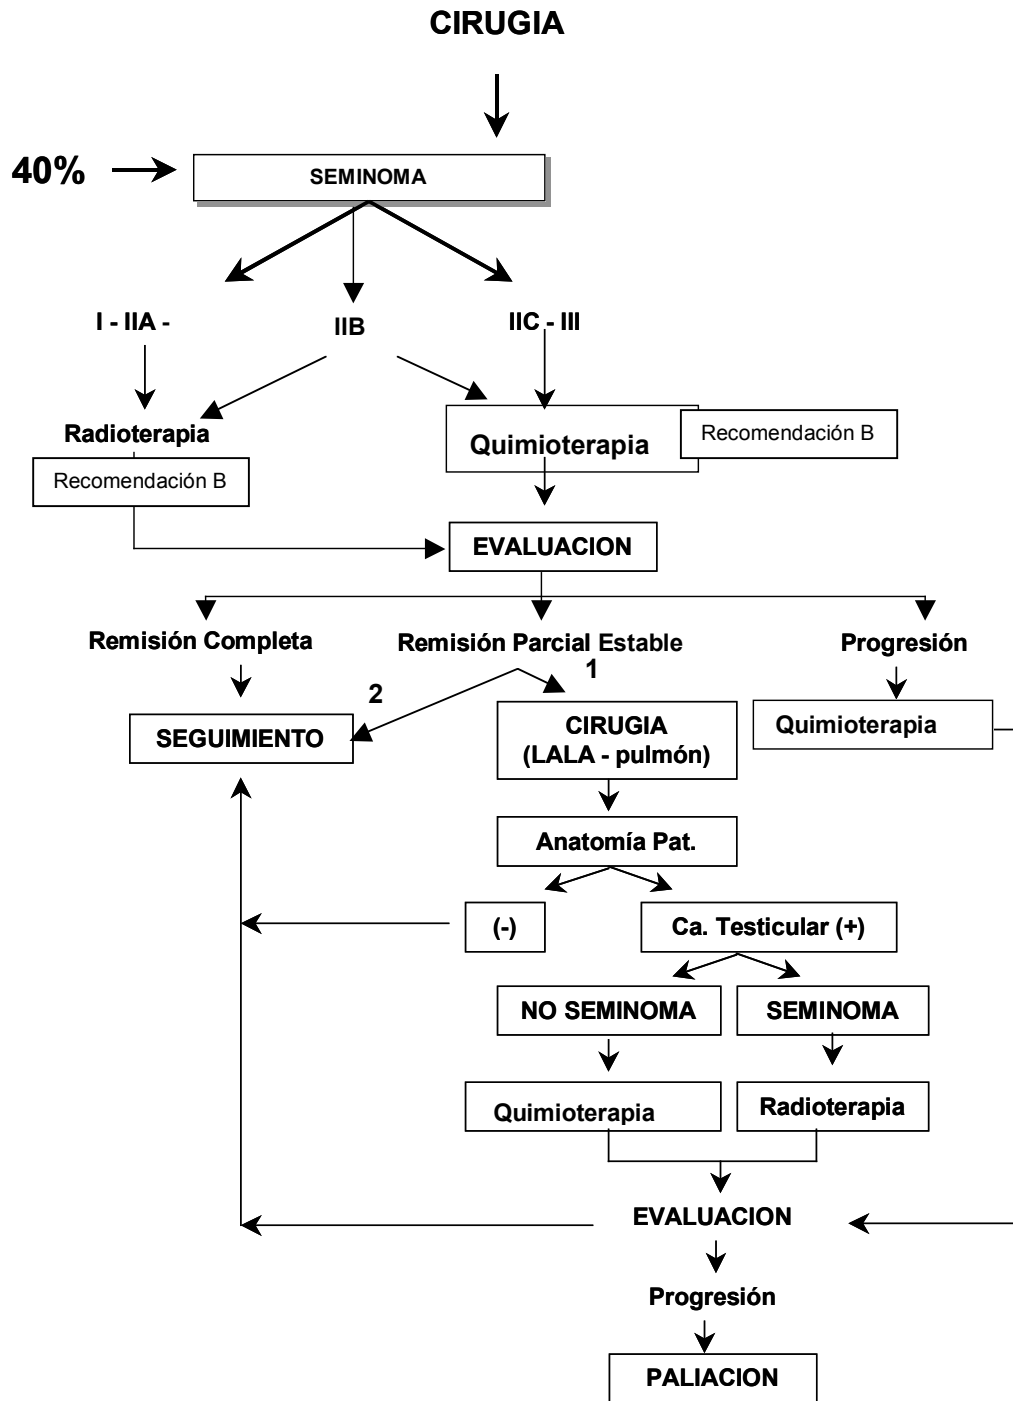 CIRUGIA
40%
SEMINOMA
I - IIA -
IIB
IIC - III
Radioterapia
Recomendación B
Quimioterapia
Recomendación B
EVALUACION
Remisión Completa
Remisión Parcial Estable
Progresión
1
2
SEGUIMIENTO
CIRUGIA
(LALA - pulmón)
Quimioterapia
Anatomía Pat.
(-)
Ca. Testicular (+)
NO SEMINOMA
SEMINOMA
Quimioterapia
Radioterapia
EVALUACION
Progresión
PALIACION